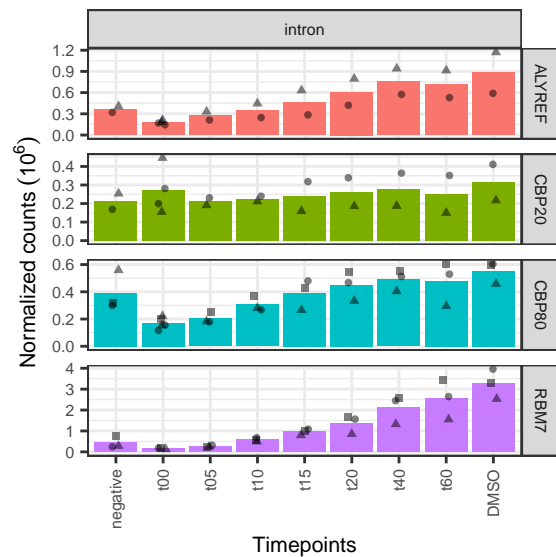 intron
Normalized counts (10⁶)
1.2
0.9
0.6
0.3
0.0
ALYREF
0.4
0.3
0.2
0.1
0.0
CBP20
0.6
0.4
0.2
0.0
CBP80
4
3
2
1
0
RBM7
negative
t00
t05
t10
t15
t20
t40
t60
DMSO
Timepoints